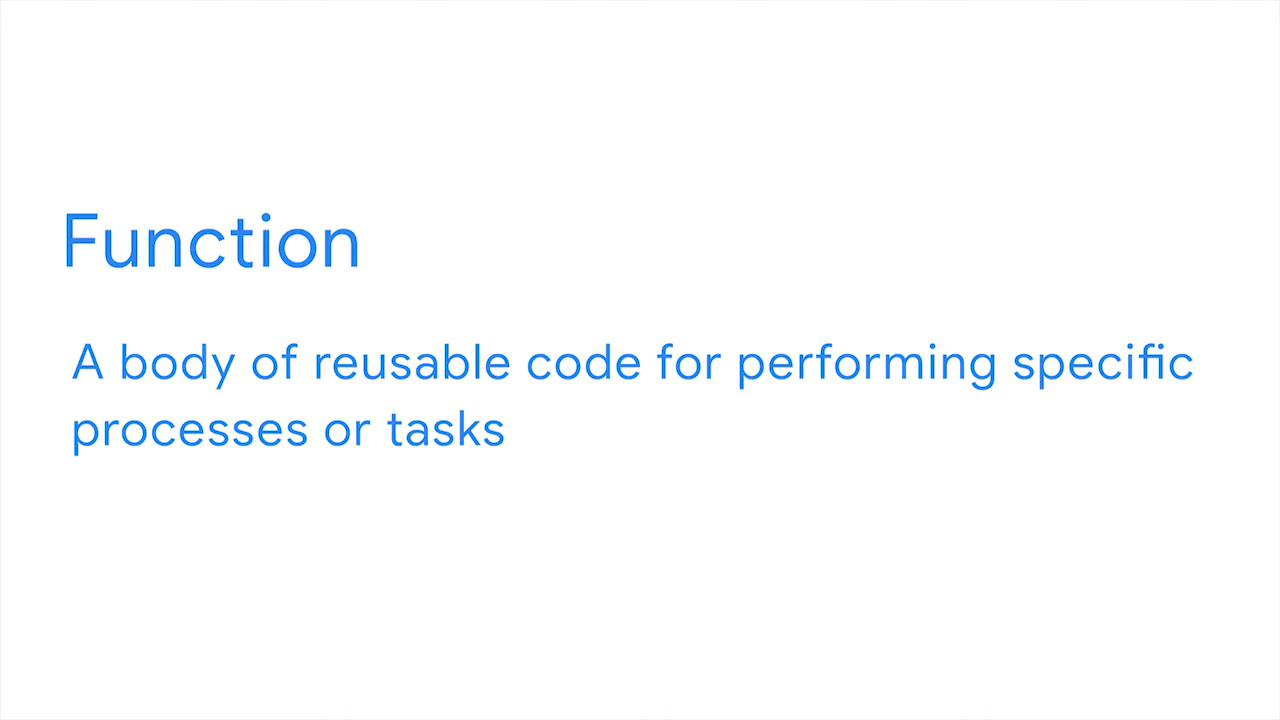 Function
A body of reusable code for performing specific
processes or tasks